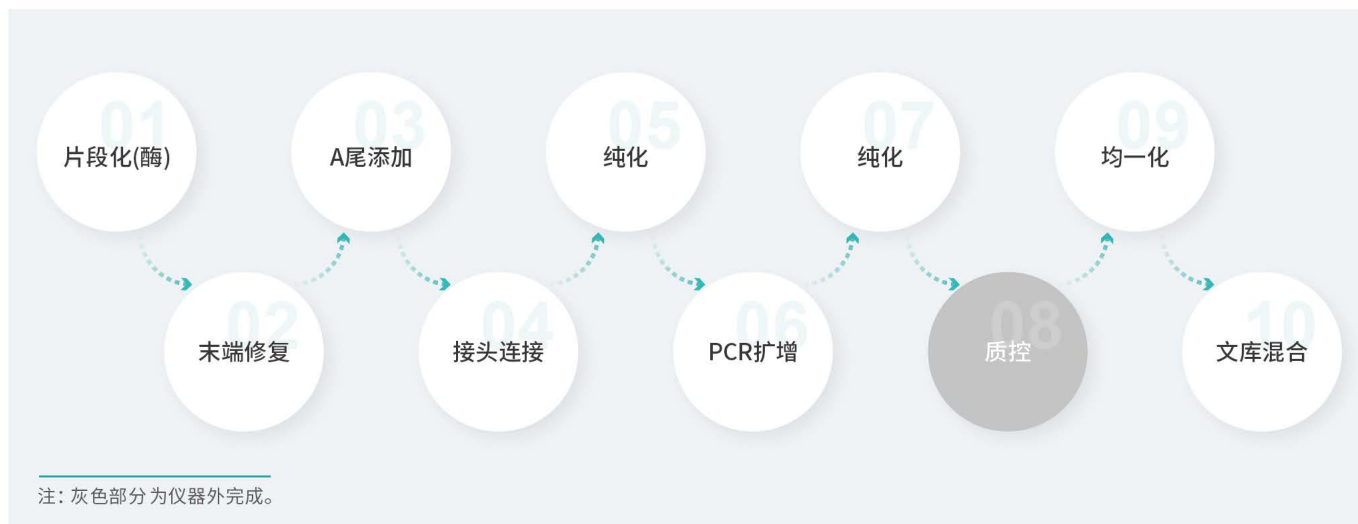 01
片段化(酶)
02
末端修复
03
A尾添加
04
接头连接
05
纯化
06
PCR扩增
07
纯化
08
质控
09
均一化
10
文库混合
注：灰色部分为仪器外完成。